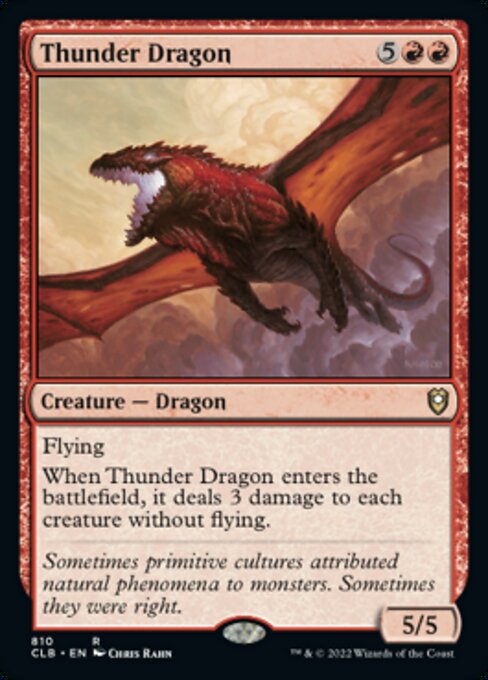 Thunder Dragon 5
Creature — Dragon
Flying
When Thunder Dragon enters the
battlefield, it deals 3 damage to each
creature without flying.
Sometimes primitive cultures attributed
natural phenomena to monsters. Sometimes
they were right.
5/5
810 R
CLB • EN Chris Rahn ™ & © 2022 Wizards of the Coast